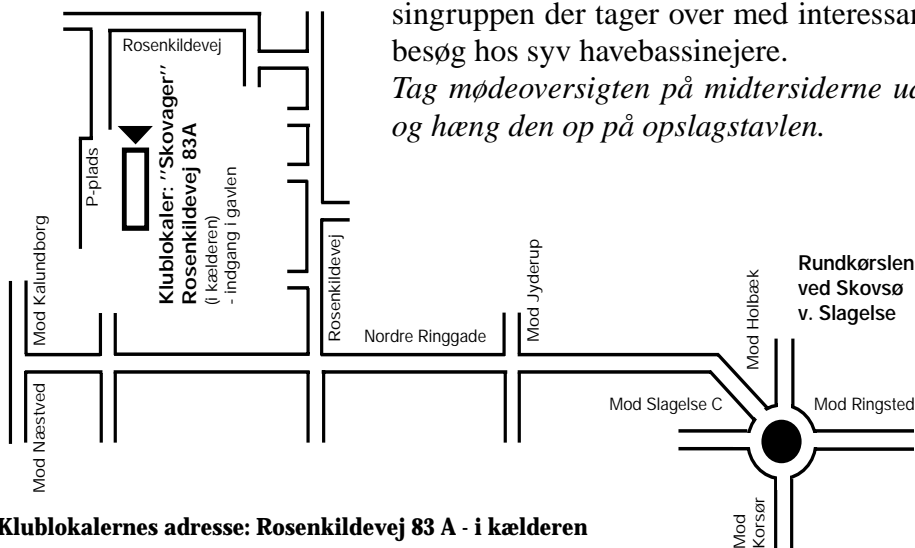 singruppen der tager over med
besøg hos syv havebassinejere.
Tag mødeoversigten på midtersiderne
og hæng den op på opslagstavlen.
Rosenkildevej
P-plads
Klublokaler: "Skovager"
Rosenkildevej 83A
(i kælderen)
- indgang i gavlen
Mod Kalundborg
Mod Næstved
Rosenkildevej
Nordre Ringgade
Mod Jyderup
Mod Holbæk
Rundkørslen
ved Skovsø
v. Slagelse
Mod Slagelse C
Mod Ringsted
Mod
Korsør
Klublokalernes adresse: Rosenkildevej 83 A - i kælderen